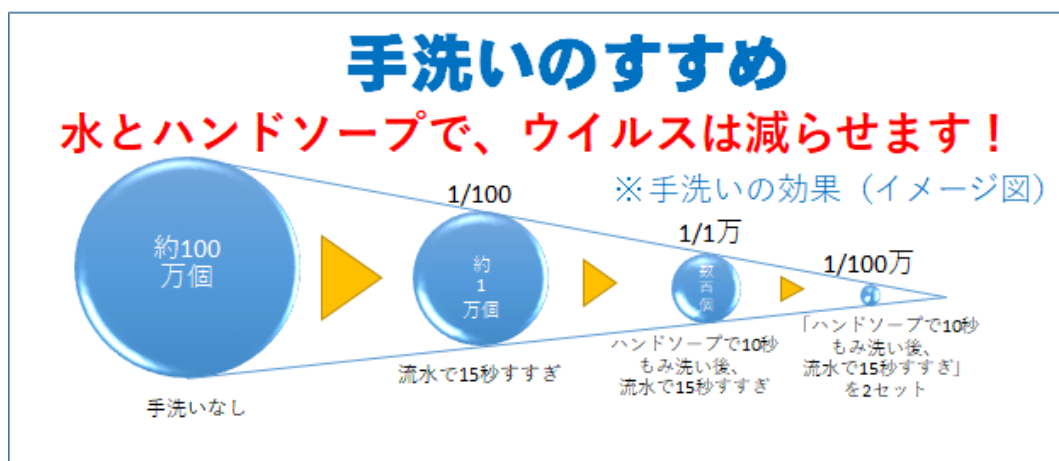 手洗いのすすめ
水とハンドソープで、ウイルスは減らせます！
※手洗いの効果（イメージ図）
約100
万個
手洗いなし
1/100
約
1
万個
流水で15秒すすぎ
1/1万
数百個
ハンドソープで10秒
もみ洗い後、
流水で15秒すすぎ
1/100万
「ハンドソープで10秒
もみ洗い後、
流水で15秒すすぎ」
を2セット